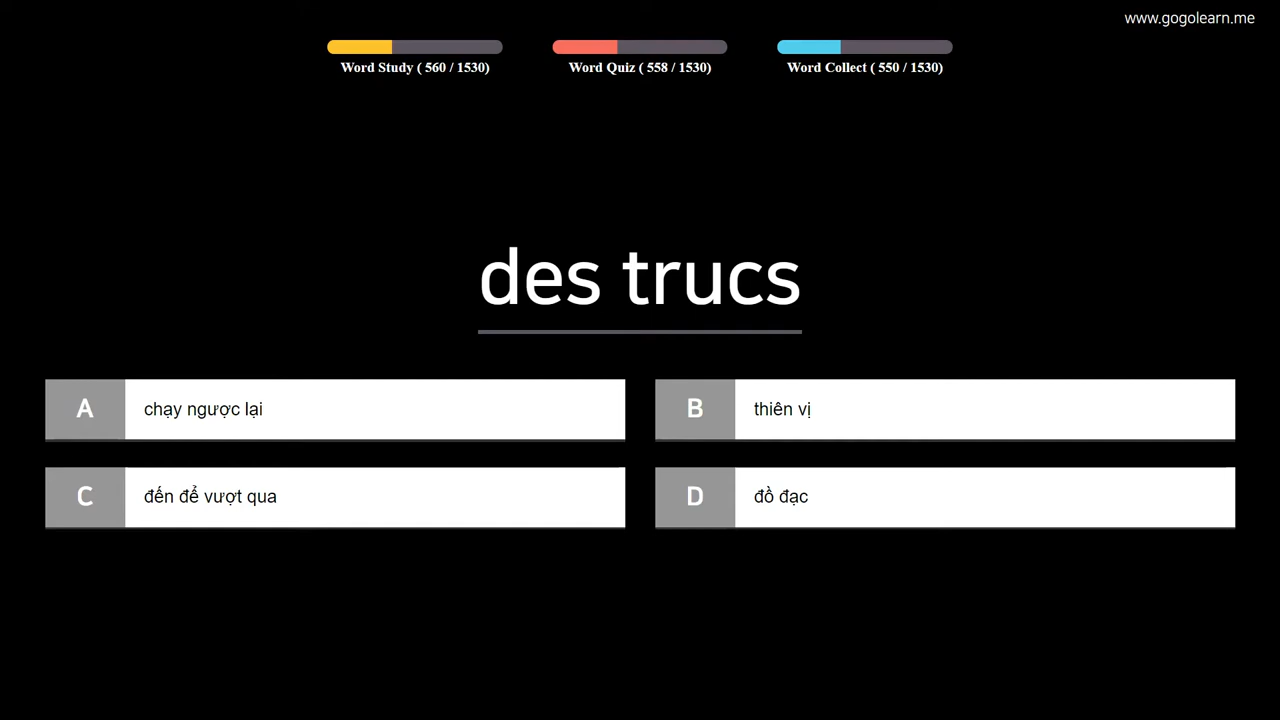 www.gogolearn.me
Word Study ( 560 / 1530)
Word Quiz ( 558 / 1530)
Word Collect ( 550 / 1530)
des trucs
A chạy ngược lại
B thiên vị
C đến để vượt qua
D đồ đạc